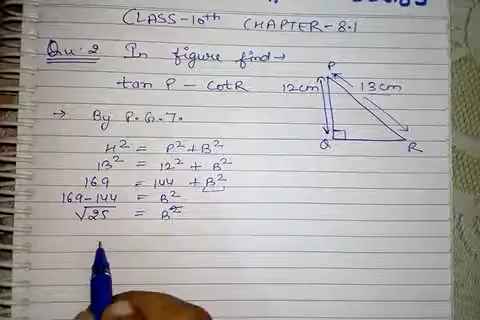 CLASS-10th CHAPTER-8.1
Qu.2 In figure find→
tan P - cot R
P
12cm 13cm
→ By P.G.T.
Q R
H² = P² + B²
13² = 12² + B²
169 = 144 + B²
169-144 = B²
√25 = B²